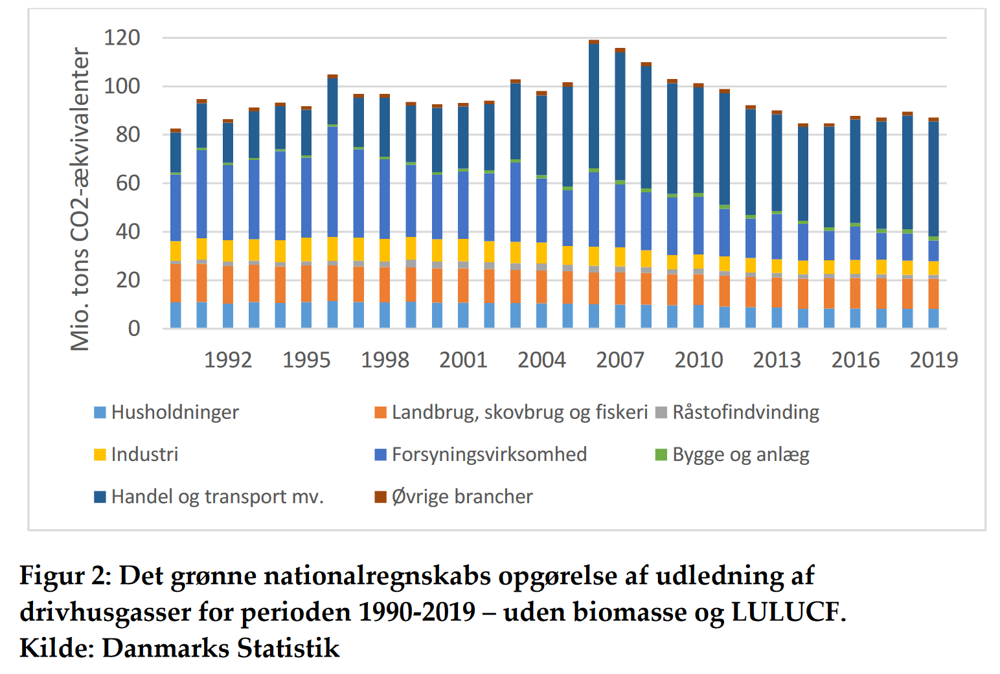 Mio. tons CO2-ækvivalenter
120
100
80
60
40
20
0
1992 1995 1998 2001 2004 2007 2010 2013 2016 2019
Husholdninger Landbrug, skovbrug og fiskeri Råstofindvinding
Industri Forsyningsvirksomhed Bygge og anlæg
Handel og transport mv. Øvrige brancher
Figur 2: Det grønne nationalregnskabs opgørelse af udledning af
drivhusgasser for perioden 1990-2019 – uden biomasse og LULUCF.
Kilde: Danmarks Statistik